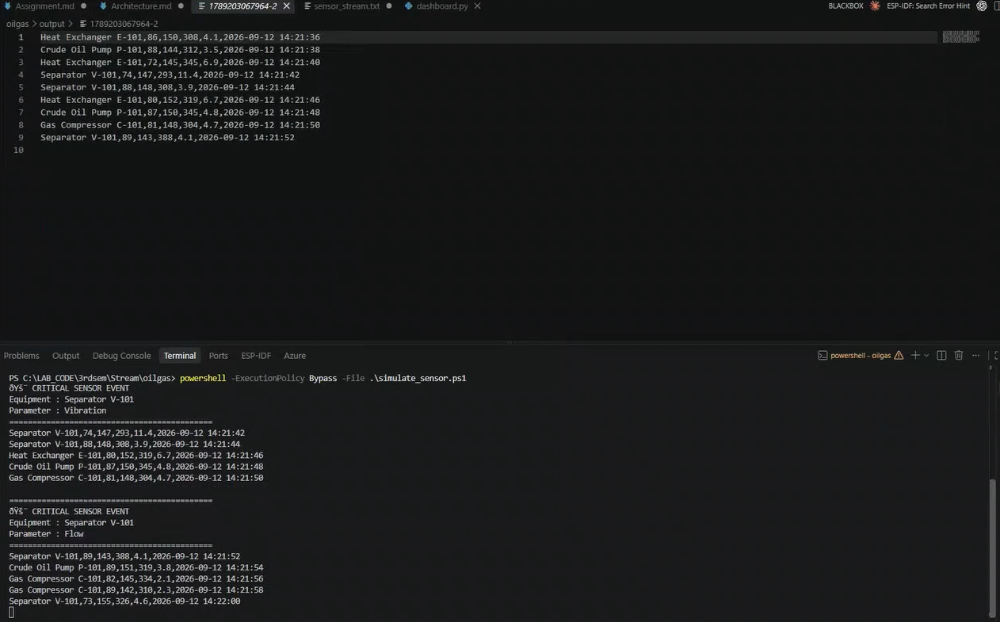 Assignment.md
Architecture.md
1789203067964-2
sensor_stream.txt
dashboard.py
BLACKBOX
ESP-IDF: Search Error Hint
oilgas > output > 1789203067964-2
1 Heat Exchanger E-101,86,150,308,4.1,2026-09-12 14:21:36
2 Crude Oil Pump P-101,88,144,312,3.5,2026-09-12 14:21:38
3 Heat Exchanger E-101,72,145,345,6.9,2026-09-12 14:21:40
4 Separator V-101,74,147,293,11.4,2026-09-12 14:21:42
5 Separator V-101,88,148,308,3.9,2026-09-12 14:21:44
6 Heat Exchanger E-101,80,152,319,6.7,2026-09-12 14:21:46
7 Crude Oil Pump P-101,87,150,345,4.8,2026-09-12 14:21:48
8 Gas Compressor C-101,81,148,304,4.7,2026-09-12 14:21:50
9 Separator V-101,89,143,388,4.1,2026-09-12 14:21:52
10
Problems Output Debug Console Terminal Ports ESP-IDF Azure
powershell - oilgas
PS C:\LAB_CODE\3rdsem\Stream\oilgas> powershell -ExecutionPolicy Bypass -File .\simulate_sensor.ps1
ðŸš¨ CRITICAL SENSOR EVENT
Equipment : Separator V-101
Parameter : Vibration
============================================
Separator V-101,74,147,293,11.4,2026-09-12 14:21:42
Separator V-101,88,148,308,3.9,2026-09-12 14:21:44
Heat Exchanger E-101,80,152,319,6.7,2026-09-12 14:21:46
Crude Oil Pump P-101,87,150,345,4.8,2026-09-12 14:21:48
Gas Compressor C-101,81,148,304,4.7,2026-09-12 14:21:50
============================================
ðŸš¨ CRITICAL SENSOR EVENT
Equipment : Separator V-101
Parameter : Flow
============================================
Separator V-101,89,143,388,4.1,2026-09-12 14:21:52
Crude Oil Pump P-101,89,151,319,3.8,2026-09-12 14:21:54
Gas Compressor C-101,82,145,334,2.1,2026-09-12 14:21:56
Gas Compressor C-101,89,142,310,2.3,2026-09-12 14:21:58
Separator V-101,73,155,326,4.6,2026-09-12 14:22:00